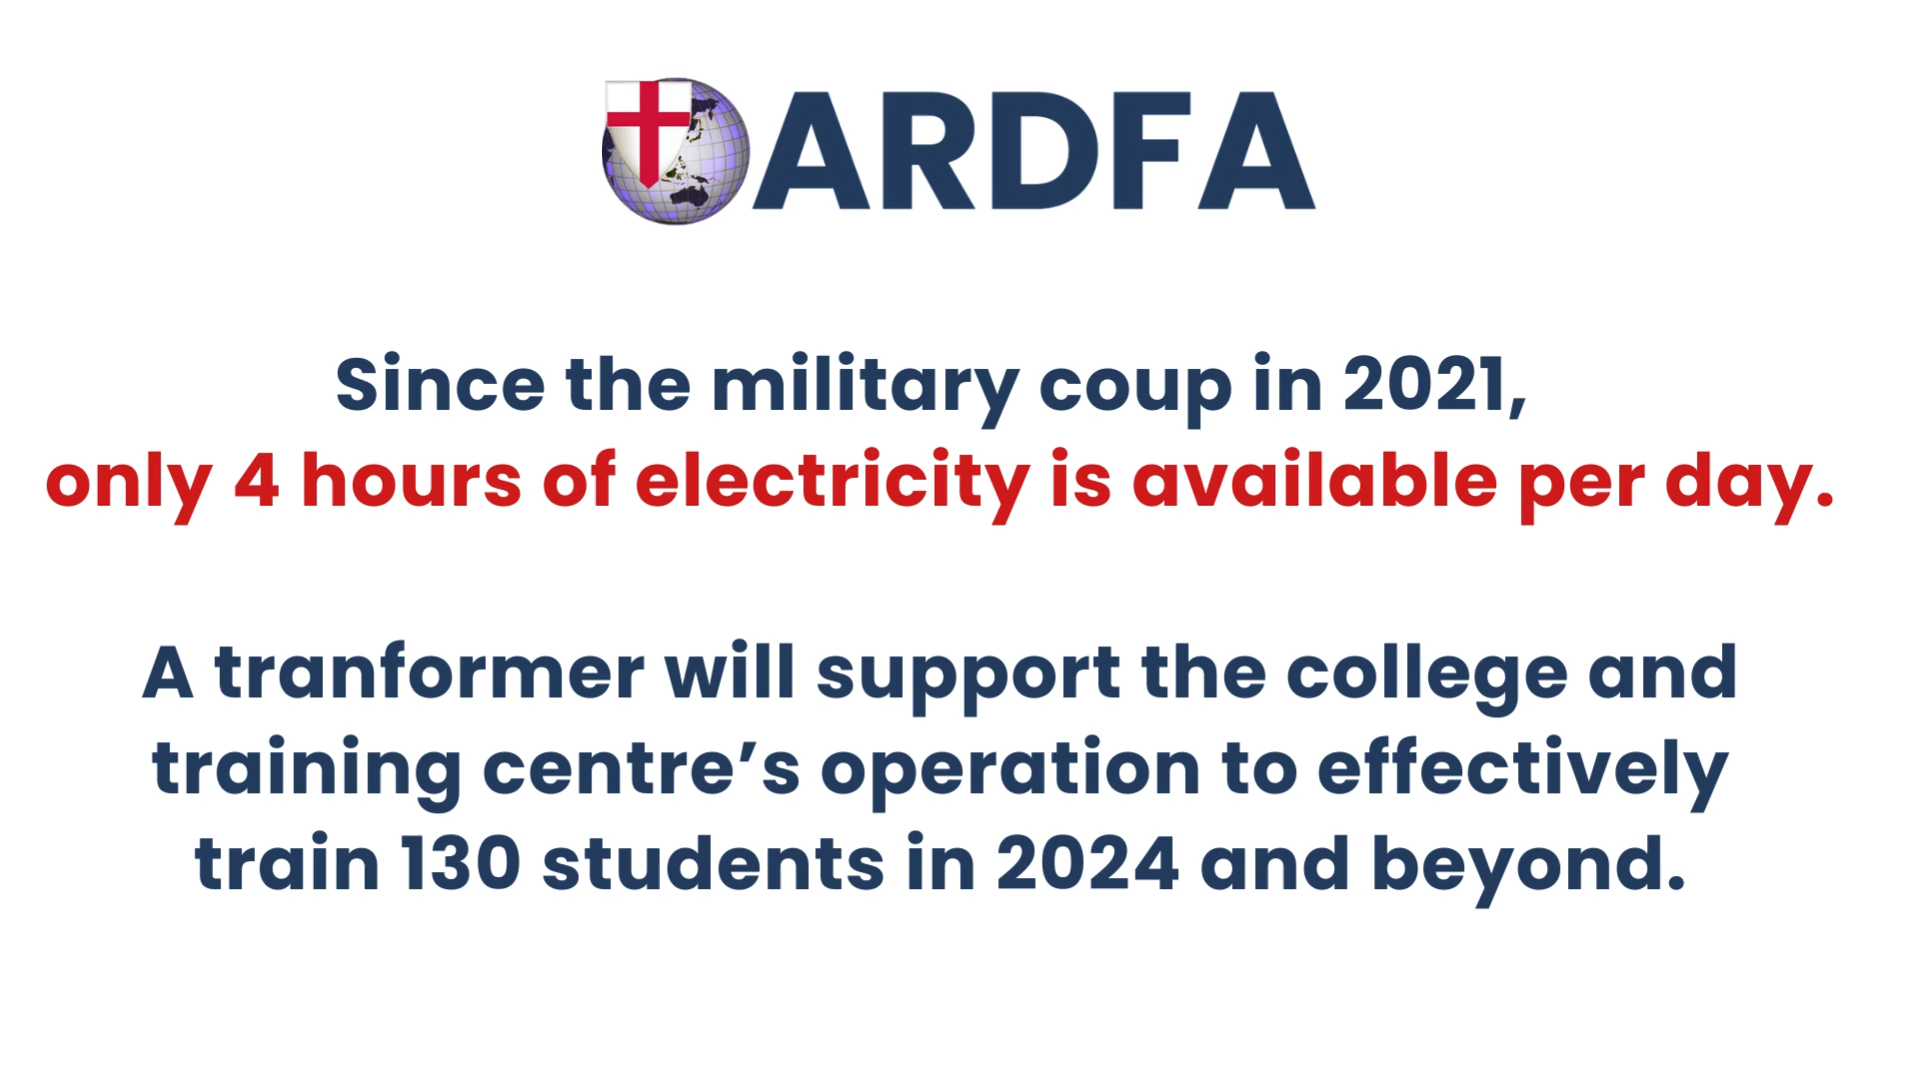 ARDFA
Since the military coup in 2021,
only 4 hours of electricity is available per day.
A tranformer will support the college and
training centre’s operation to effectively
train 130 students in 2024 and beyond.